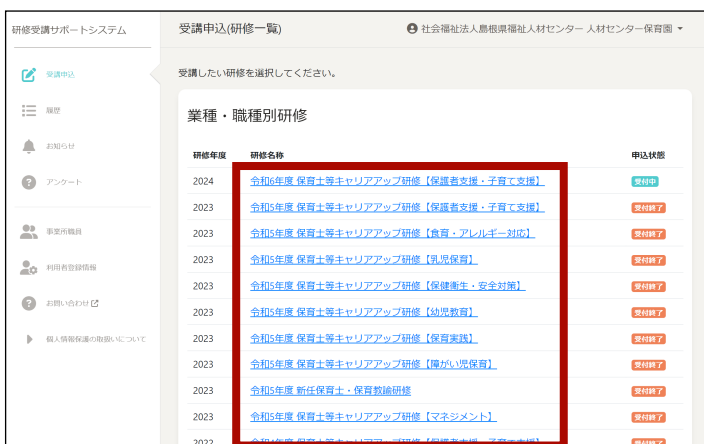 研修受講サポートシステム
受講申込(研修一覧)
社会福祉法人島根県福祉人材センター 人材センター保育園
受講申込
履歴
お知らせ
アンケート
事業所職員
利用者登録情報
お問い合わせ
個人情報保護の取扱いについて
受講したい研修を選択してください。
業種・職種別研修
研修年度 研修名称 申込状態
2024 令和6年度 保育士等キャリアアップ研修【保護者支援・子育て支援】 受付中
2023 令和5年度 保育士等キャリアアップ研修【保護者支援・子育て支援】 受付終了
2023 令和5年度 保育士等キャリアアップ研修【食育・アレルギー対応】 受付終了
2023 令和5年度 保育士等キャリアアップ研修【乳児保育】 受付終了
2023 令和5年度 保育士等キャリアアップ研修【保健衛生・安全対策】 受付終了
2023 令和5年度 保育士等キャリアアップ研修【幼児教育】 受付終了
2023 令和5年度 保育士等キャリアアップ研修【保育実践】 受付終了
2023 令和5年度 保育士等キャリアアップ研修【障がい児保育】 受付終了
2023 令和5年度 新任保育士・保育教諭研修 受付終了
2023 令和5年度 保育士等キャリアアップ研修【マネジメント】 受付終了